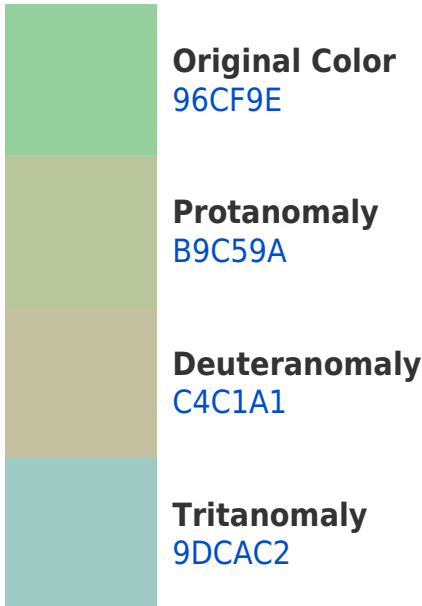 Original Color
96CF9E
Protanomaly
B9C59A
Deuteranomaly
C4C1A1
Tritanomaly
9DCAC2